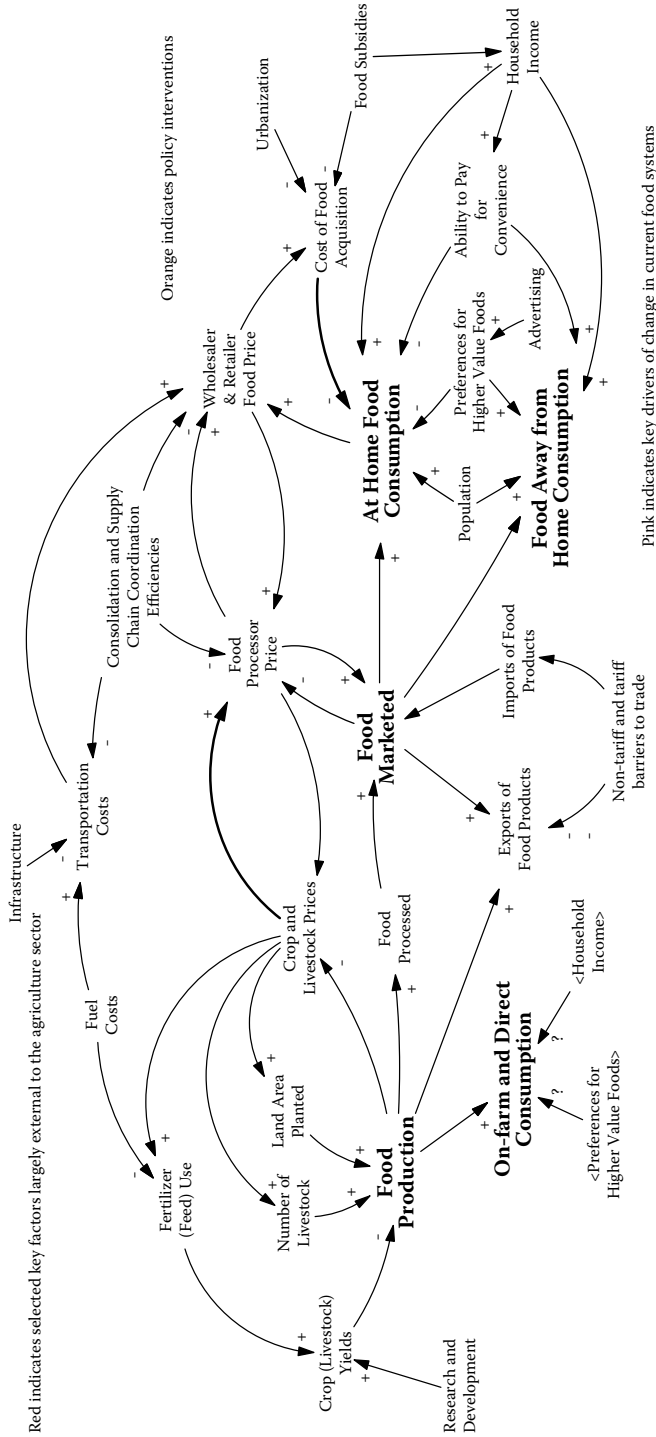 Red indicates selected key factors largely external to the agriculture sector
Infrastructure
Fuel
Costs
+
-
Transportation
Costs
-
Consolidation and Supply
Chain Coordination
Efficiencies
+
Orange indicates policy interventions
Urbanization
Food Subsidies
-
+
Fertilizer
(Feed) Use
-
+
Wholesaler
& Retailer
Food Price
-
+
+
-
-
Cost of Food
Acquisition
Number of
Livestock
+
Land Area
Planted
+
Crop and
Livestock Prices
+
Food
Processor
Price
-
+
+
Crop (Livestock)
Yields
+
+
Research and
Development
-
+
+
Food
Production
-
+
Food
Processed
+
Food
Marketed
-
+
+
At Home Food
Consumption
-
+
-
-
+
Population
Preferences for
Higher Value Foods
+
+
Advertising
Ability to Pay
for
Convenience
+
Household
Income
+
+
On-farm and Direct
Consumption
?
?
<Preferences for
Higher Value Foods>
<Household
Income>
+
+
Exports of
Food Products
-
-
Imports of Food
Products
+
Non-tariff and tariff
barriers to trade
+
Food Away from
Home Consumption
+
+
Pink indicates key drivers of change in current food systems